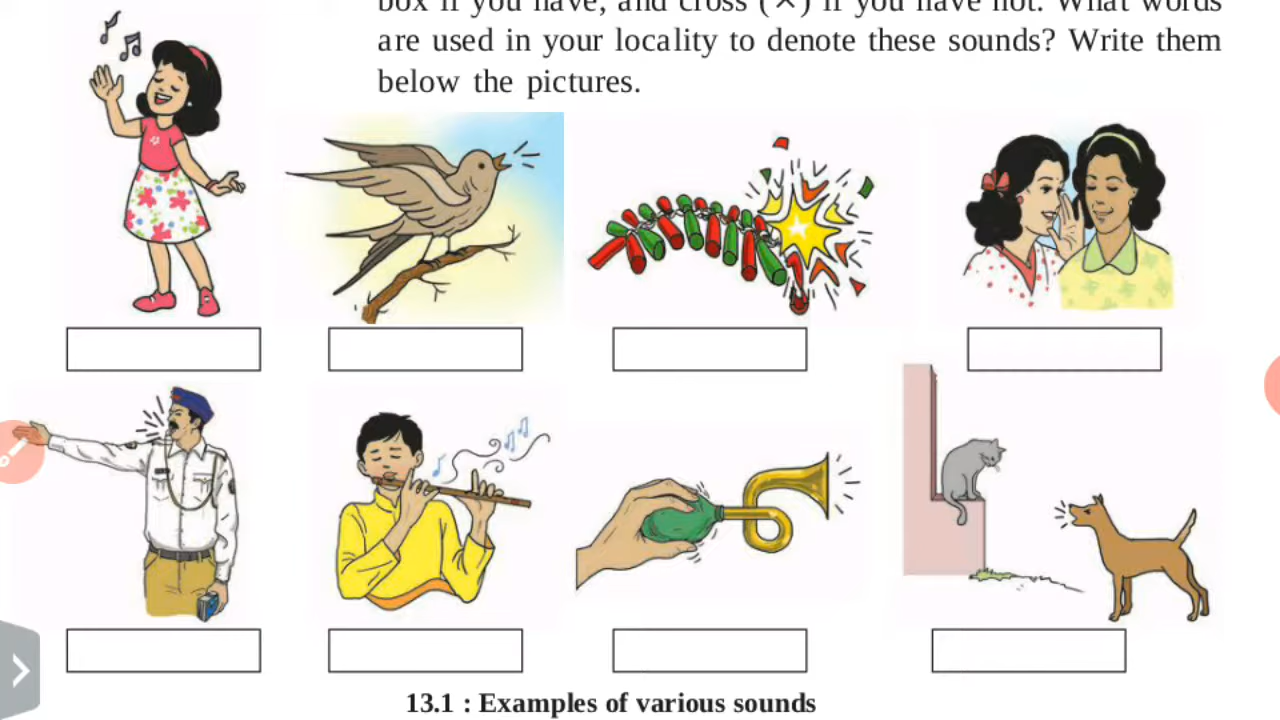 box if you have, and cross (×) if you have not. What words
are used in your locality to denote these sounds? Write them
below the pictures.
13.1 : Examples of various sounds